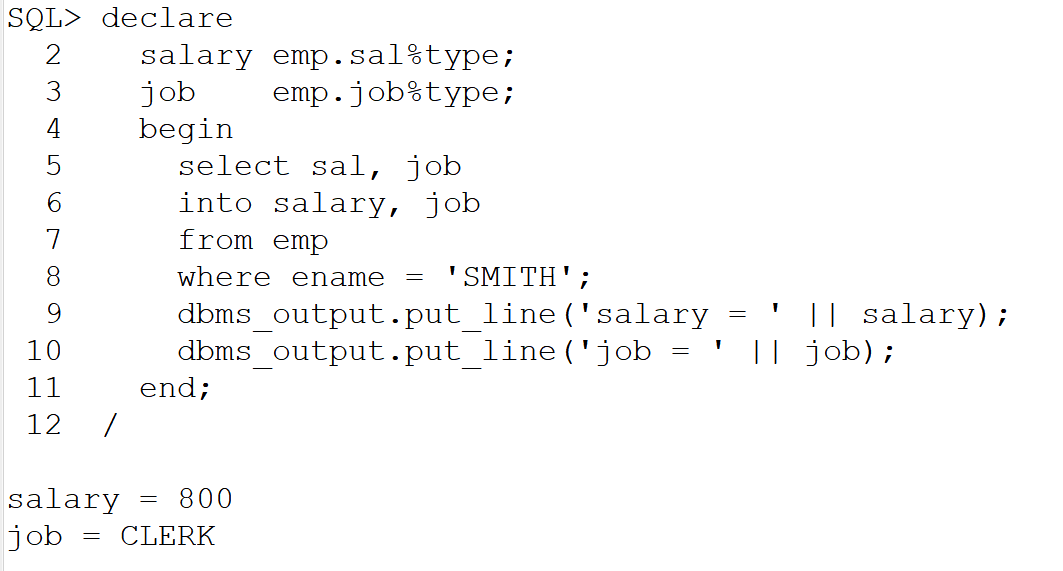 SQL> declare
  2    salary emp.sal%type;
  3    job    emp.job%type;
  4    begin
  5      select sal, job
  6      into salary, job
  7      from emp
  8      where ename = 'SMITH';
  9      dbms_output.put_line('salary = ' || salary);
 10      dbms_output.put_line('job = ' || job);
 11    end;
 12  /

salary = 800
job = CLERK